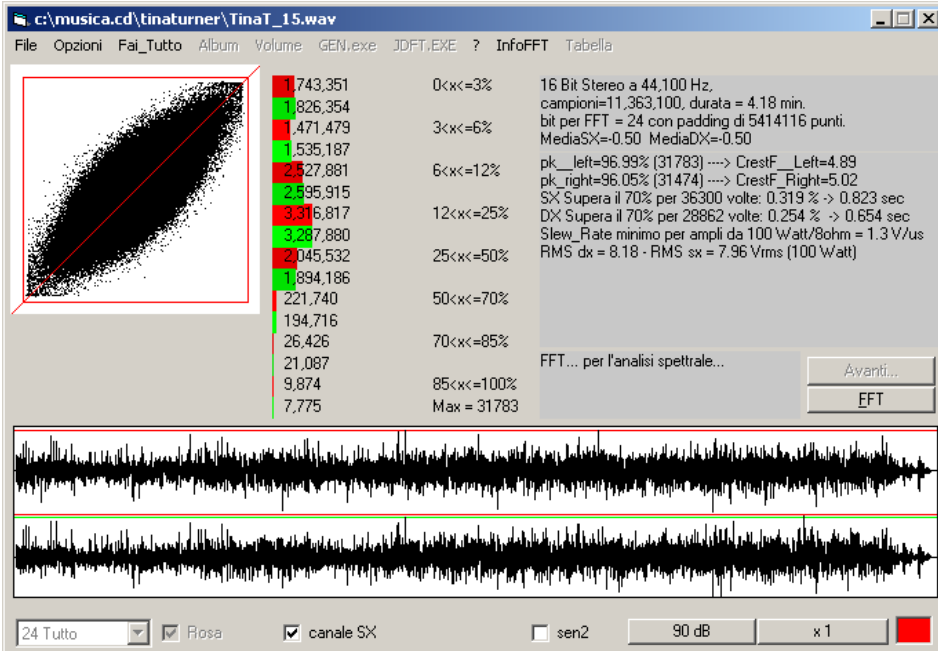 c:\musica.cd\tinaturner\TinaT_15.wav
File Opzioni Fai_Tutto Album Volume GEN.exe JDFT.EXE ? InfoFFT Tabella
1,743,351 0<x<=3%
1,826,354
1,471,479 3<x<=6%
1,535,187
2,527,881 6<x<=12%
2,595,915
3,316,817 12<x<=25%
3,287,880
2,045,532 25<x<=50%
1,894,186
221,740 50<x<=70%
194,716
26,426 70<x<=85%
21,087
9,874 85<x<=100%
7,775 Max = 31783
16 Bit Stereo a 44,100 Hz,
campioni=11,363,100, durata = 4.18 min.
bit per FFT = 24 con padding di 5414116 punti.
MediaSX=-0.50 MediaDX=-0.50
pk__left=96.99% (31783) ----> CrestF__Left=4.89
pk_right=96.05% (31474) ----> CrestF_Right=5.02
SX Supera il 70% per 36300 volte: 0.319 % -> 0.823 sec
DX Supera il 70% per 28862 volte: 0.254 % -> 0.654 sec
Slew_Rate minimo per ampli da 100 Watt/8ohm = 1.3 V/us
RMS dx = 8.18 - RMS sx = 7.96 Vrms (100 Watt)
FFT... per l'analisi spettrale...
Avanti...
FFT
24 Tutto Rosa canale SX sen2 90 dB x 1